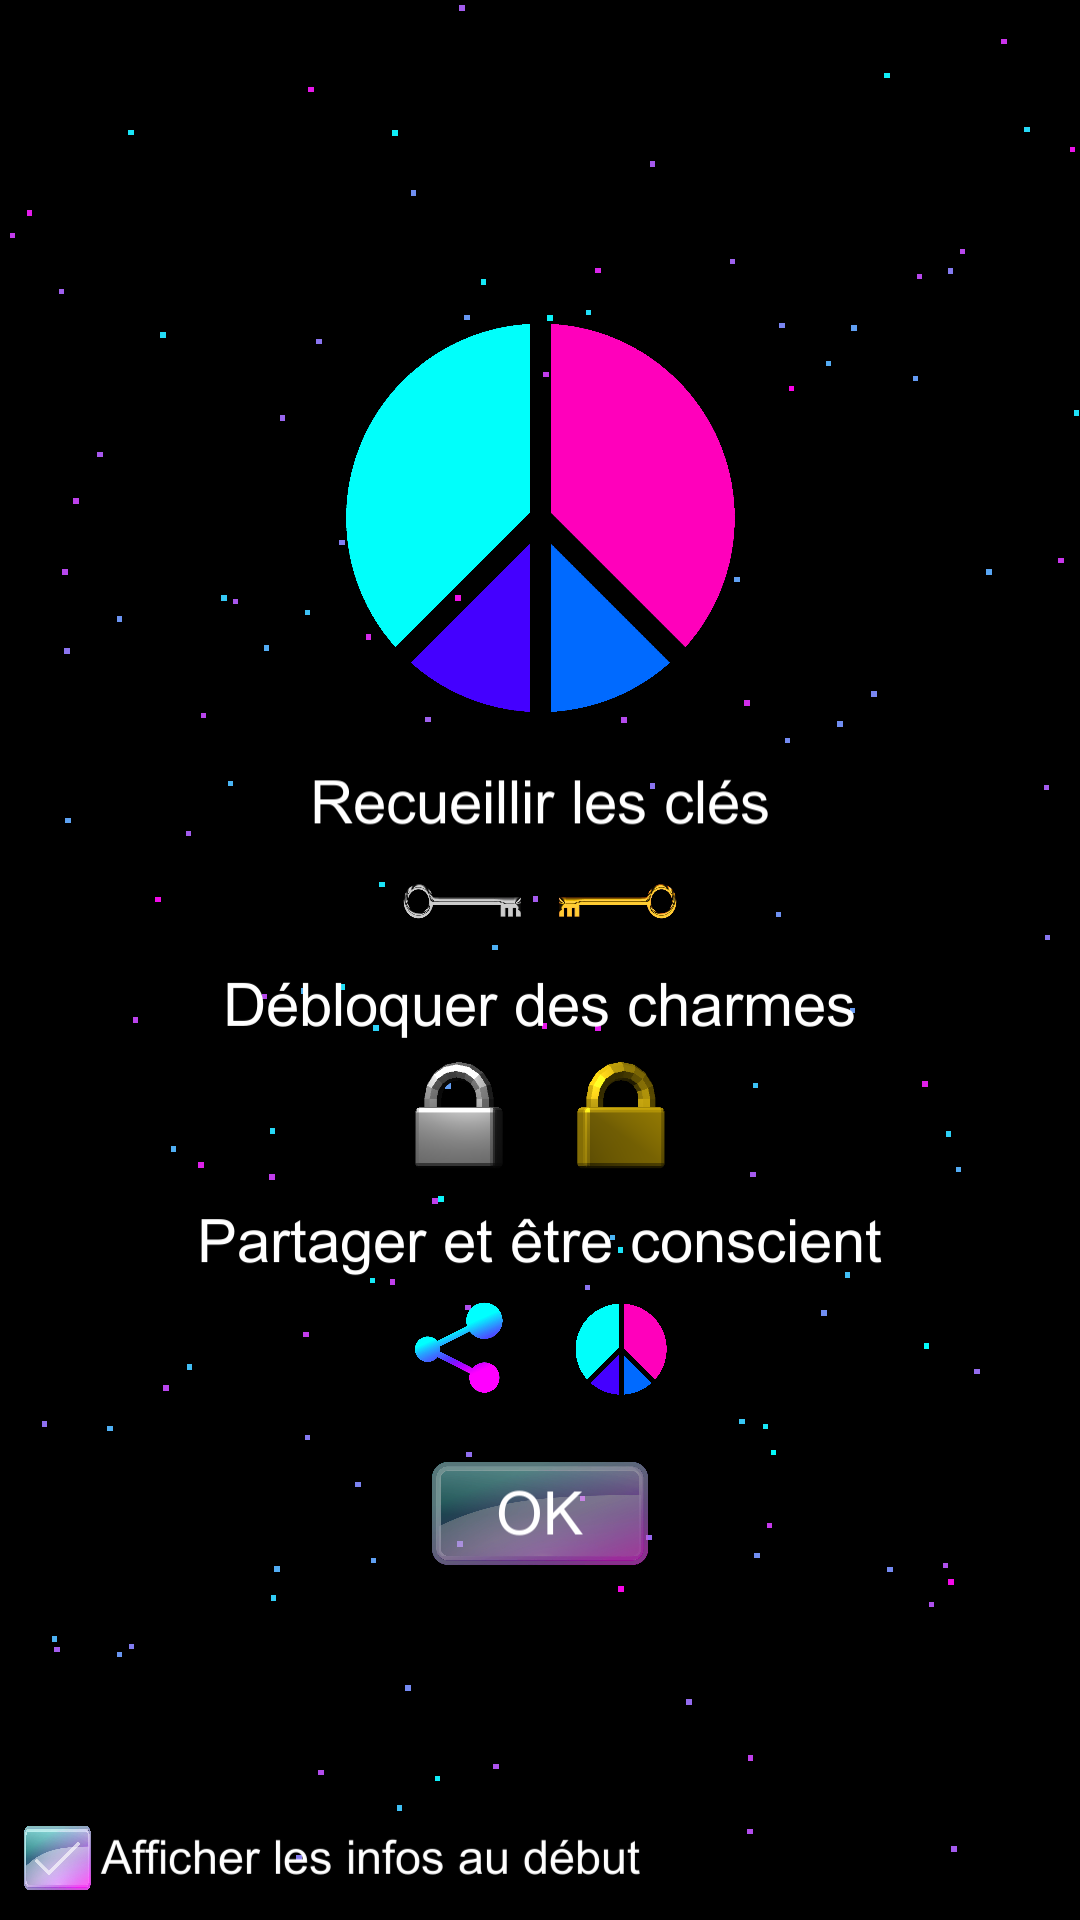 Recueillir les clés
Débloquer des charmes
Partager et être conscient
OK
Afficher les infos au début